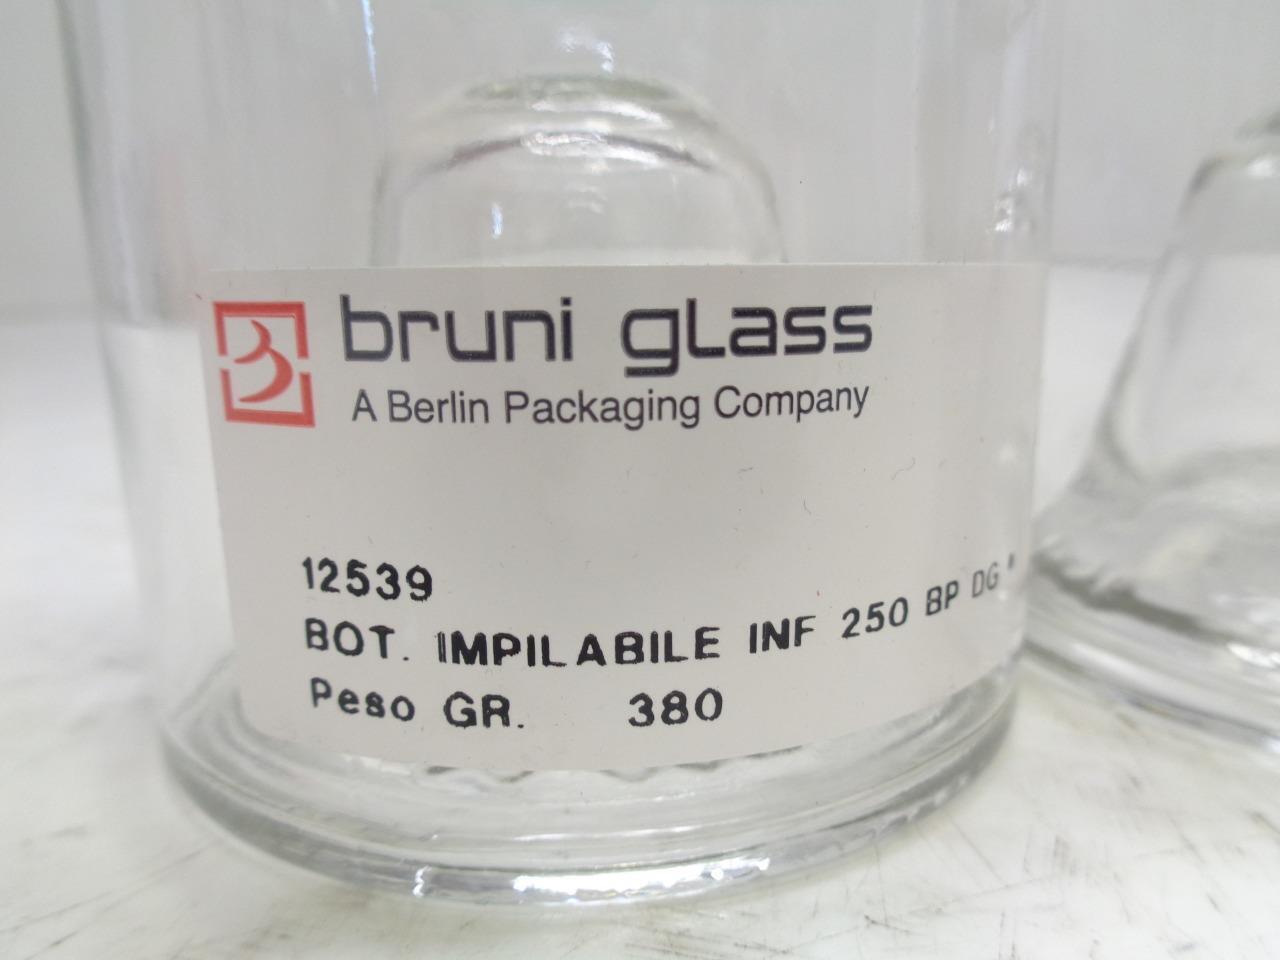 bruni glass
A Berlin Packaging Company
12539
BOT. IMPILABILE INF 250 BP DG *
Peso GR. 380